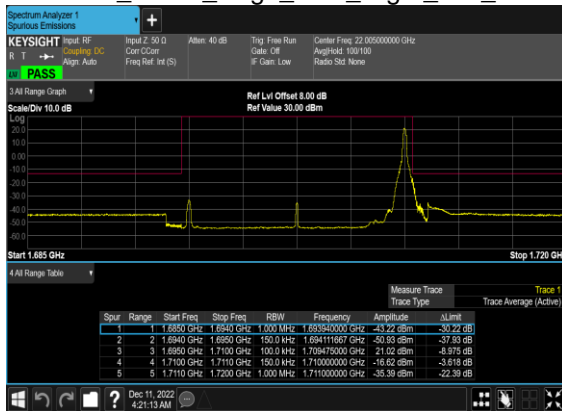 Spectrum Analyzer 1
Spurious Emissions
KEYSIGHT Input: RF Input Z: 50 Ω Atten: 40 dB Trig: Free Run Center Freq: 22.005000000 GHz
R T Coupling: DC Corr CCorr Gate: Off Avg|Hold: 100/100
Align: Auto Freq Ref: Int (S) IF Gain: Low Radio Std: None
PASS
3 All Range Graph
Ref Lvl Offset 8.00 dB
Scale/Div 10.0 dB Ref Value 30.00 dBm
Log
20.0
10.0
0.00
-10.0
-20.0
-30.0
-40.0
-50.0
-60.0
Start 1.685 GHz Stop 1.720 GH
4 All Range Table
Measure Trace Trace 1
Trace Type Trace Average (Active)
Spur Range Start Freq Stop Freq RBW Frequency Amplitude ΔLimit
1 1 1.6850 GHz 1.6940 GHz 1.000 MHz 1.693940000 GHz -43.22 dBm -30.22 dB
2 2 1.6940 GHz 1.6950 GHz 150.0 kHz 1.694111667 GHz -50.93 dBm -37.93 dB
3 3 1.6950 GHz 1.7100 GHz 100.0 kHz 1.709475000 GHz 21.02 dBm -8.975 dB
4 4 1.7100 GHz 1.7110 GHz 150.0 kHz 1.710000000 GHz -16.62 dBm -3.618 dB
5 5 1.7110 GHz 1.7200 GHz 1.000 MHz 1.711000000 GHz -35.39 dBm -22.39 dB
Dec 11, 2022
4:21:13 AM